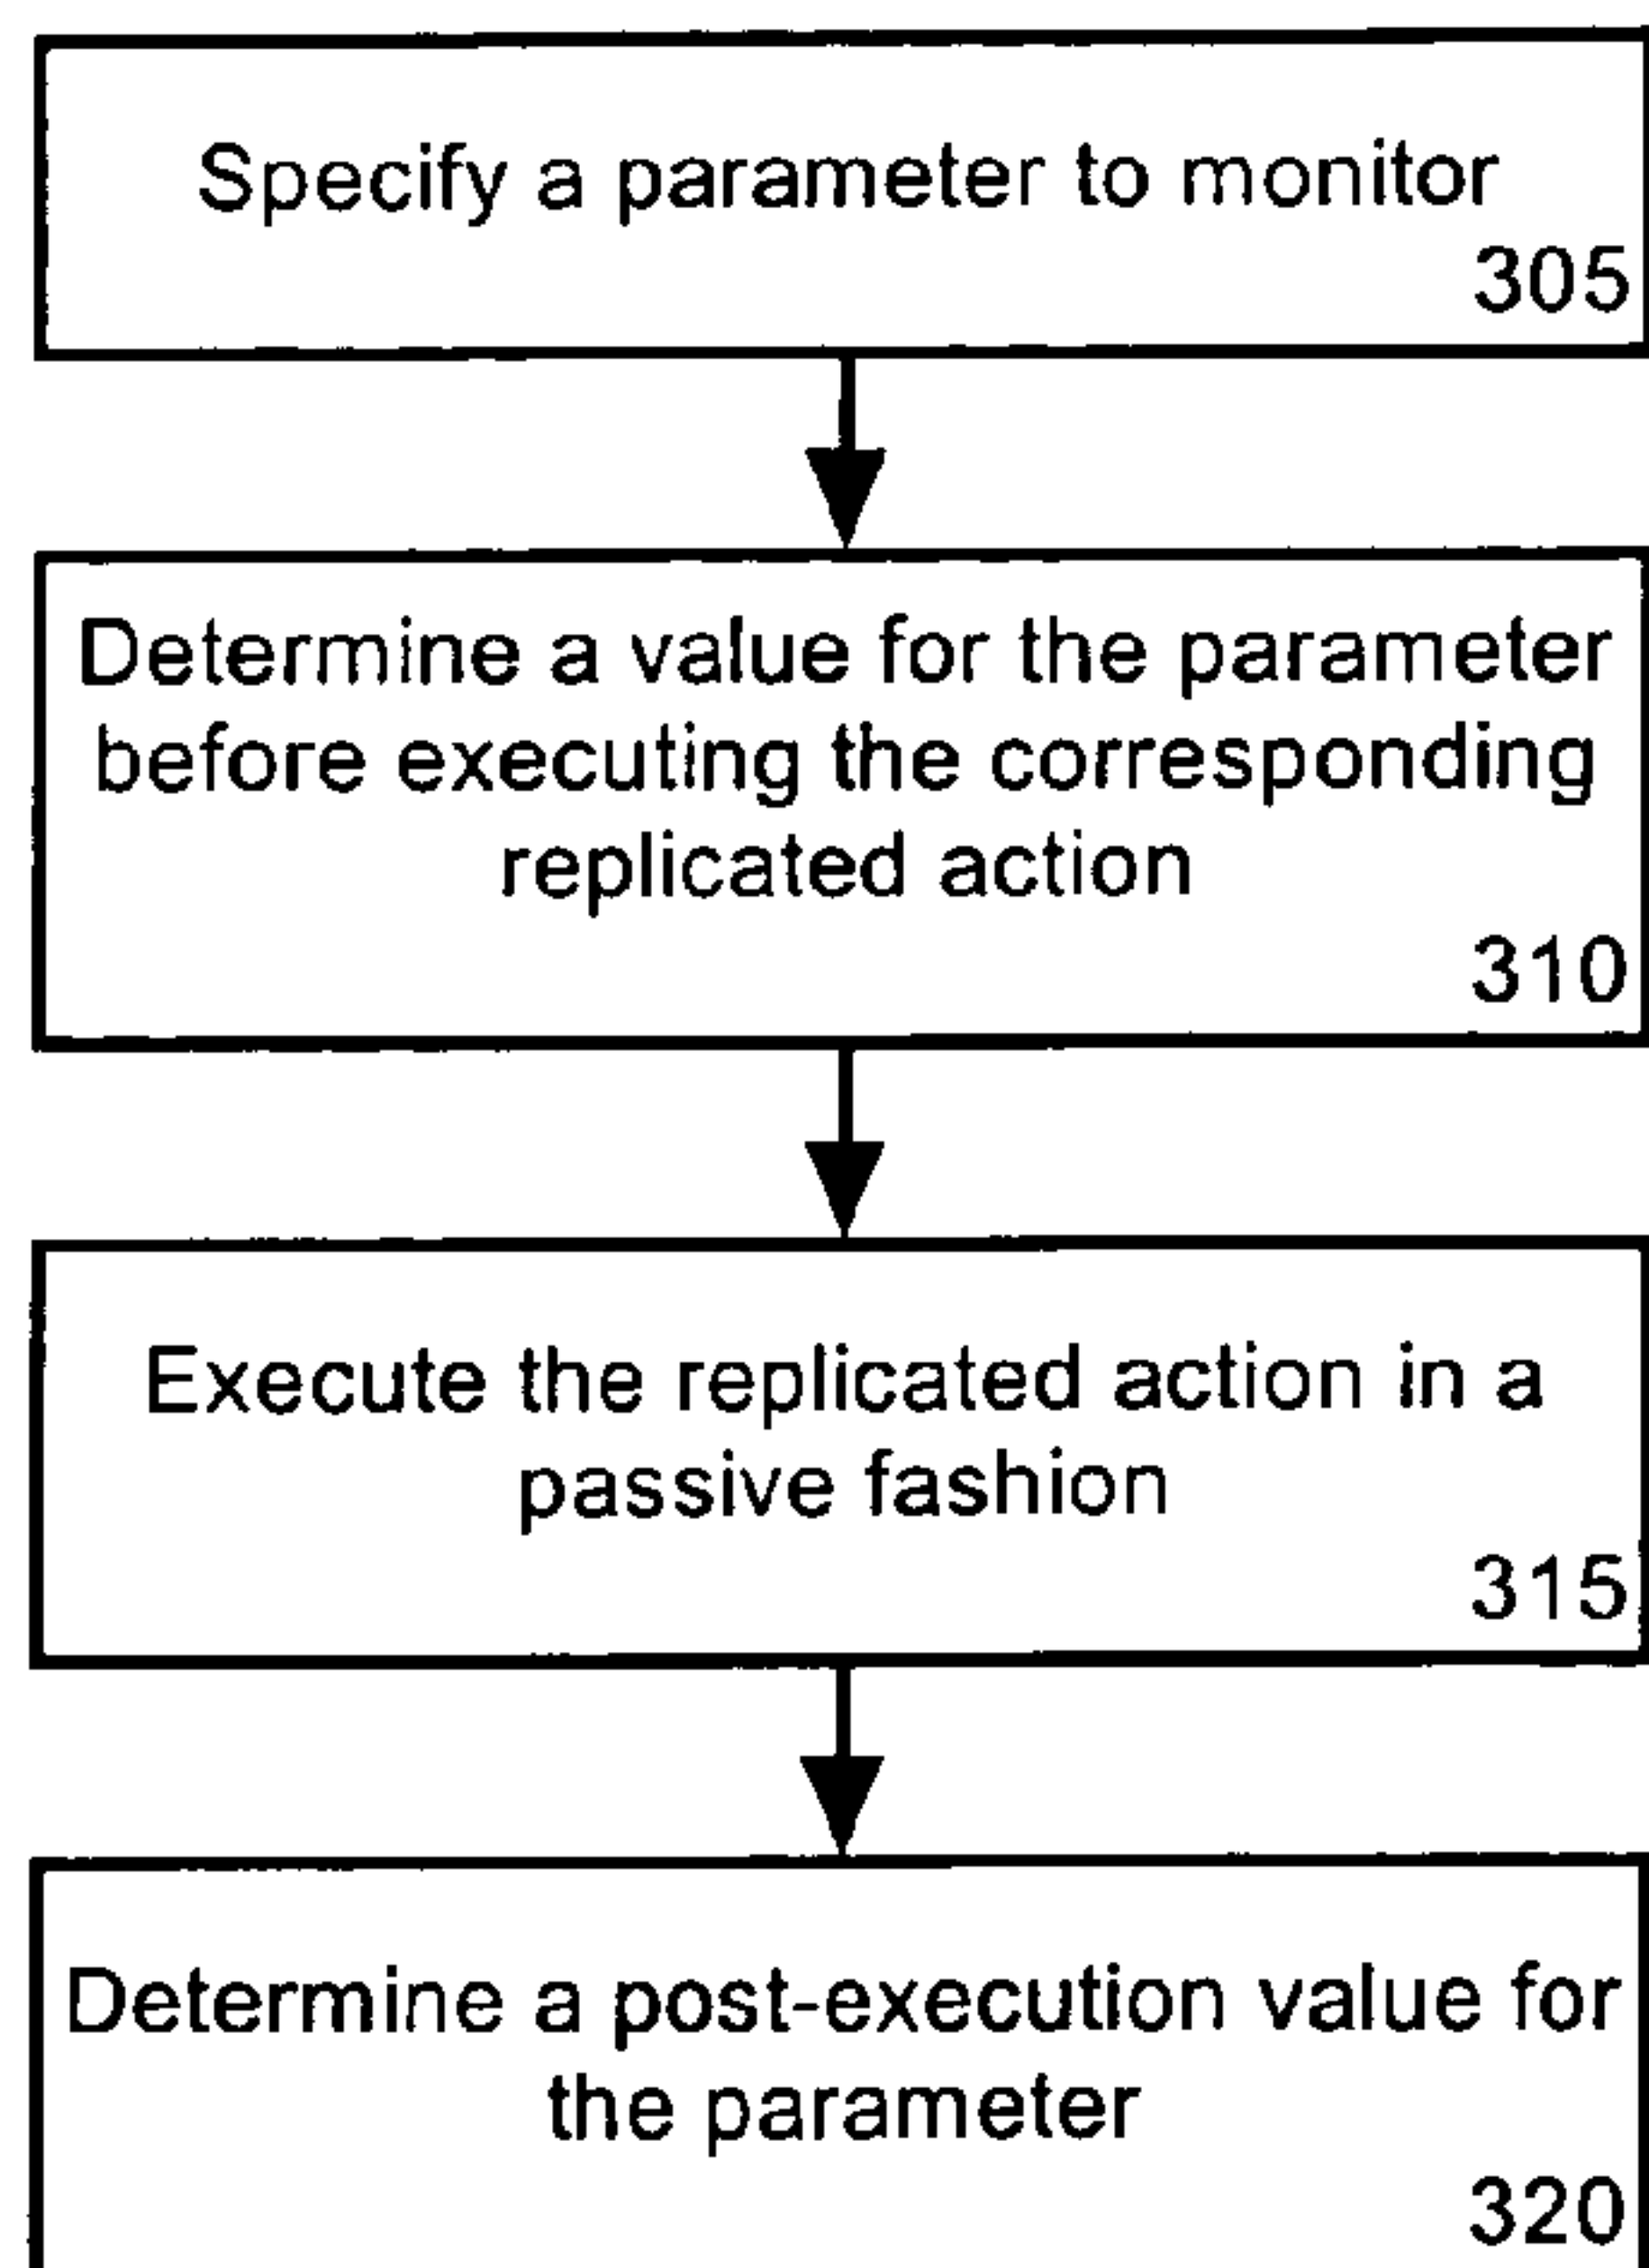 Specify a parameter to monitor
305
Determine a value for the parameter
before executing the corresponding
replicated action
310
Execute the replicated action in a
passive fashion
315
Determine a post-execution value for
the parameter
320